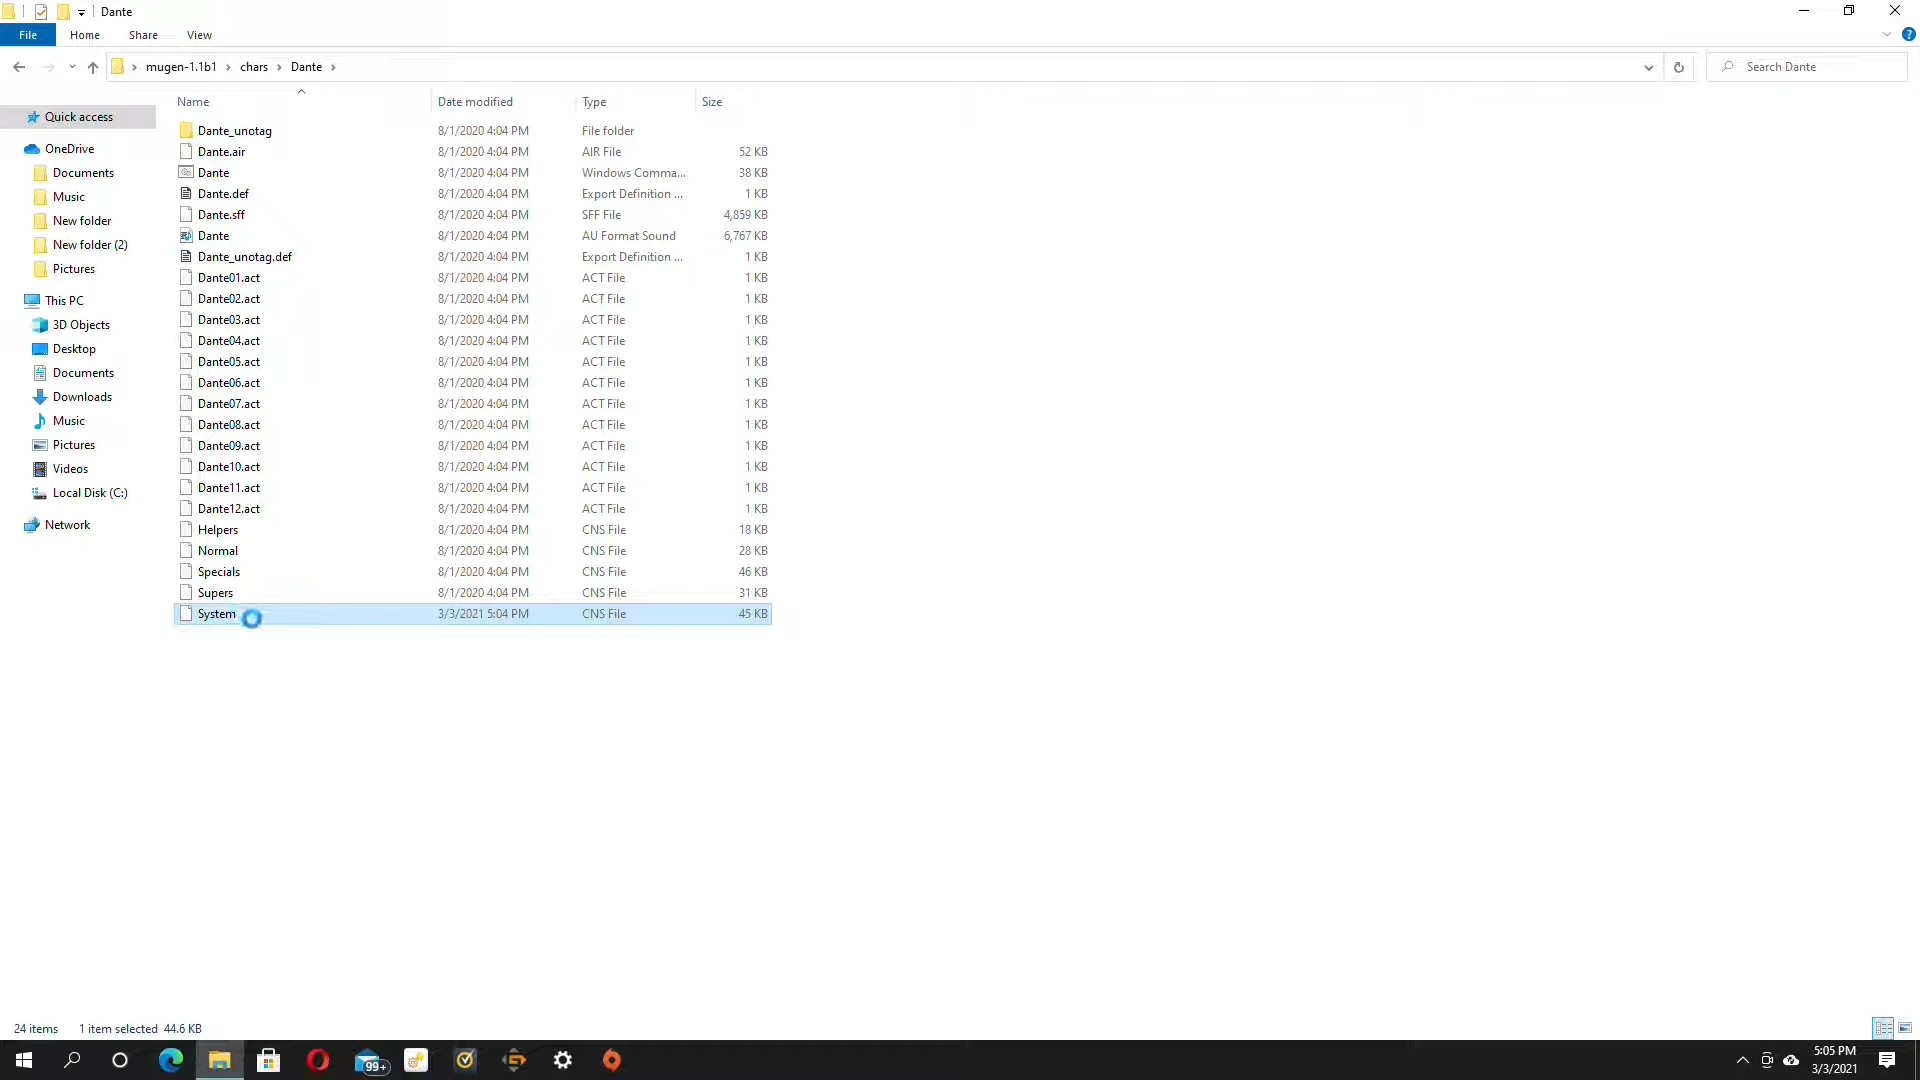 Dante
File Home Share View
mugen-1.1b1 chars Dante Search Dante
Name Date modified Type Size
Quick access
OneDrive
Documents
Music
New folder
New folder (2)
Pictures
This PC
3D Objects
Desktop
Documents
Downloads
Music
Pictures
Videos
Local Disk (C:)
Network
Dante_unotag 8/1/2020 4:04 PM File folder
Dante.air 8/1/2020 4:04 PM AIR File 52 KB
Dante 8/1/2020 4:04 PM Windows Comma... 38 KB
Dante.def 8/1/2020 4:04 PM Export Definition ... 1 KB
Dante.sff 8/1/2020 4:04 PM SFF File 4,859 KB
Dante 8/1/2020 4:04 PM AU Format Sound 6,767 KB
Dante_unotag.def 8/1/2020 4:04 PM Export Definition ... 1 KB
Dante01.act 8/1/2020 4:04 PM ACT File 1 KB
Dante02.act 8/1/2020 4:04 PM ACT File 1 KB
Dante03.act 8/1/2020 4:04 PM ACT File 1 KB
Dante04.act 8/1/2020 4:04 PM ACT File 1 KB
Dante05.act 8/1/2020 4:04 PM ACT File 1 KB
Dante06.act 8/1/2020 4:04 PM ACT File 1 KB
Dante07.act 8/1/2020 4:04 PM ACT File 1 KB
Dante08.act 8/1/2020 4:04 PM ACT File 1 KB
Dante09.act 8/1/2020 4:04 PM ACT File 1 KB
Dante10.act 8/1/2020 4:04 PM ACT File 1 KB
Dante11.act 8/1/2020 4:04 PM ACT File 1 KB
Dante12.act 8/1/2020 4:04 PM ACT File 1 KB
Helpers 8/1/2020 4:04 PM CNS File 18 KB
Normal 8/1/2020 4:04 PM CNS File 28 KB
Specials 8/1/2020 4:04 PM CNS File 46 KB
Supers 8/1/2020 4:04 PM CNS File 31 KB
System 3/3/2021 5:04 PM CNS File 45 KB
24 items 1 item selected 44.6 KB
99+
5:05 PM
3/3/2021